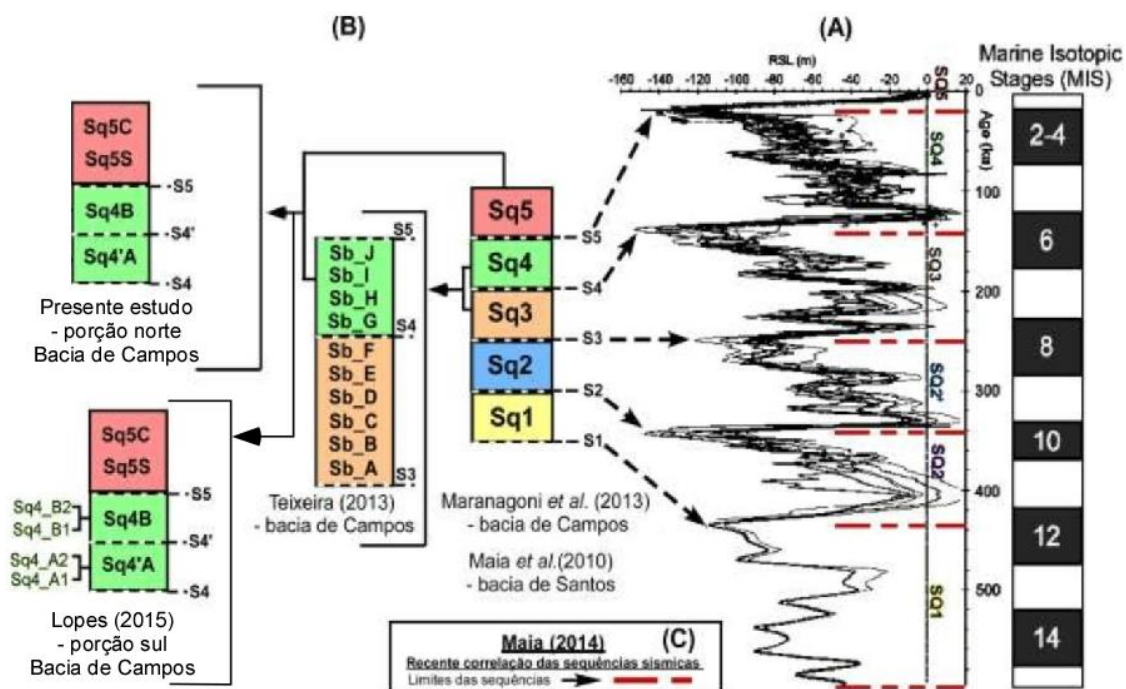 (B)
(A)
Marine Isotopic
Stages (MIS)
RSL (m)
-160 -140 -120 -100 -80 -60 -40 -20 0 20
Age (ka)
0
100
200
300
400
500
SQ5
SQ4
SQ3
SQ2'
SQ2
SQ1
2-4
6
8
10
12
14
Sq5C
Sq5S
S5
Sq4B
S4'
Sq4'A
S4
Presente estudo
- porção norte
Bacia de Campos
Sq5C
Sq5S
S5
Sq4_B2
Sq4_B1
Sq4B
S4'
Sq4_A2
Sq4_A1
Sq4'A
S4
Lopes (2015)
- porção sul
Bacia de Campos
S5
Sb_J
Sb_I
Sb_H
Sb_G
S4
Sb_F
Sb_E
Sb_D
Sb_C
Sb_B
Sb_A
S3
Teixeira (2013)
- bacia de Campos
Sq5
S5
Sq4
S4
Sq3
S3
Sq2
S2
Sq1
S1
Maranagoni et al. (2013)
- bacia de Campos
Maia et al.(2010)
- bacia de Santos
Maia (2014)
(C)
Recente correlação das sequências sísmicas
Limites das sequências